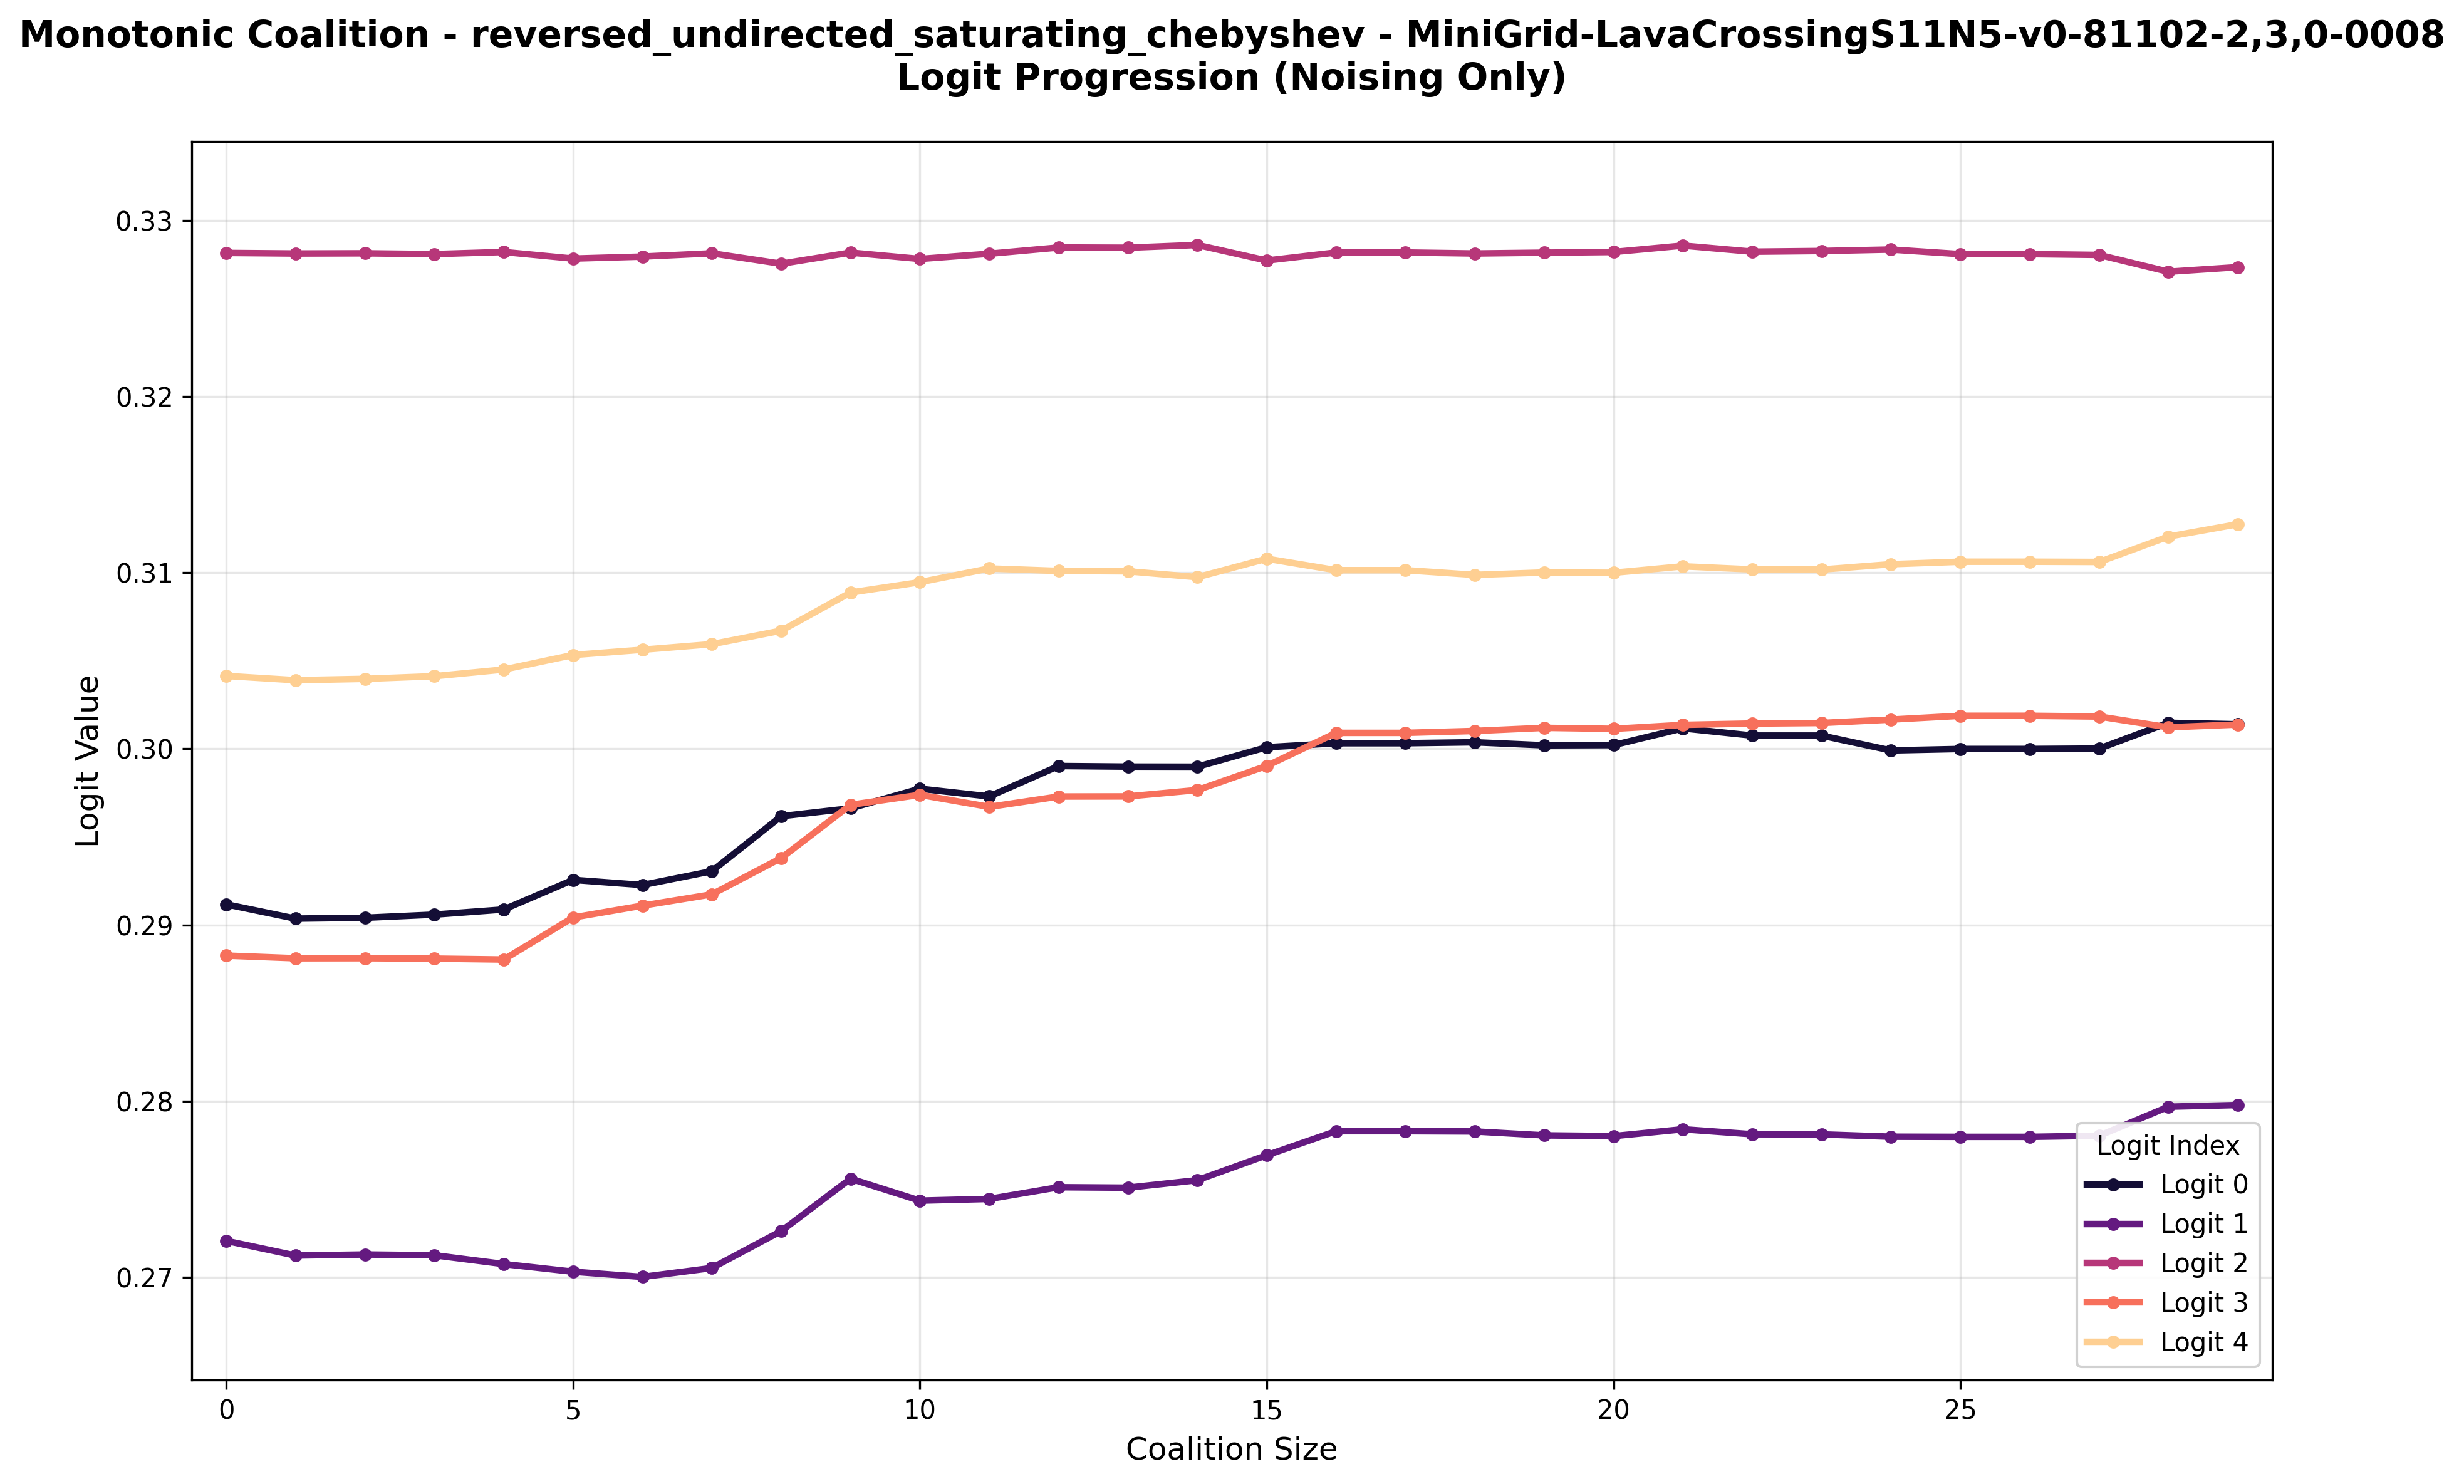 Monotonic Coalition - reversed_undirected_saturating_chebyshev - MiniGrid-LavaCrossingS11N5-v0-81102-2,3,0-0008
Logit Progression (Noising Only)
Logit Value
0.33
0.32
0.31
0.30
0.29
0.28
0.27
Logit Index
Logit 0
Logit 1
Logit 2
Logit 3
Logit 4
0
5
10
15
20
25
Coalition Size